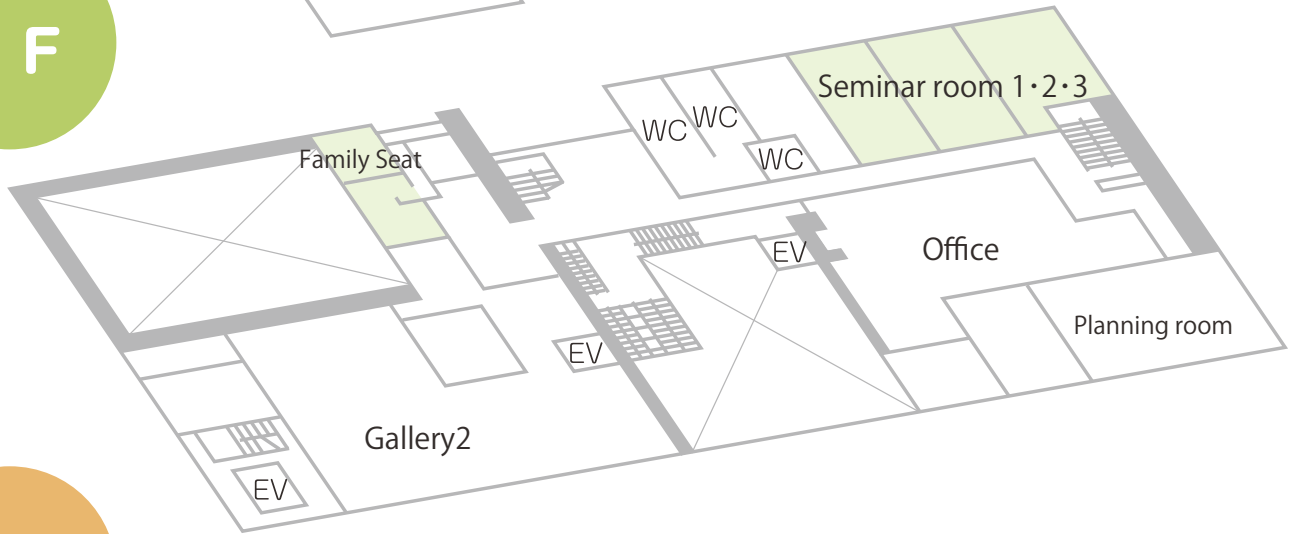 F
Seminar room 1・2・3
WC
WC
WC
Family Seat
EV
Office
Planning room
EV
Gallery2
EV